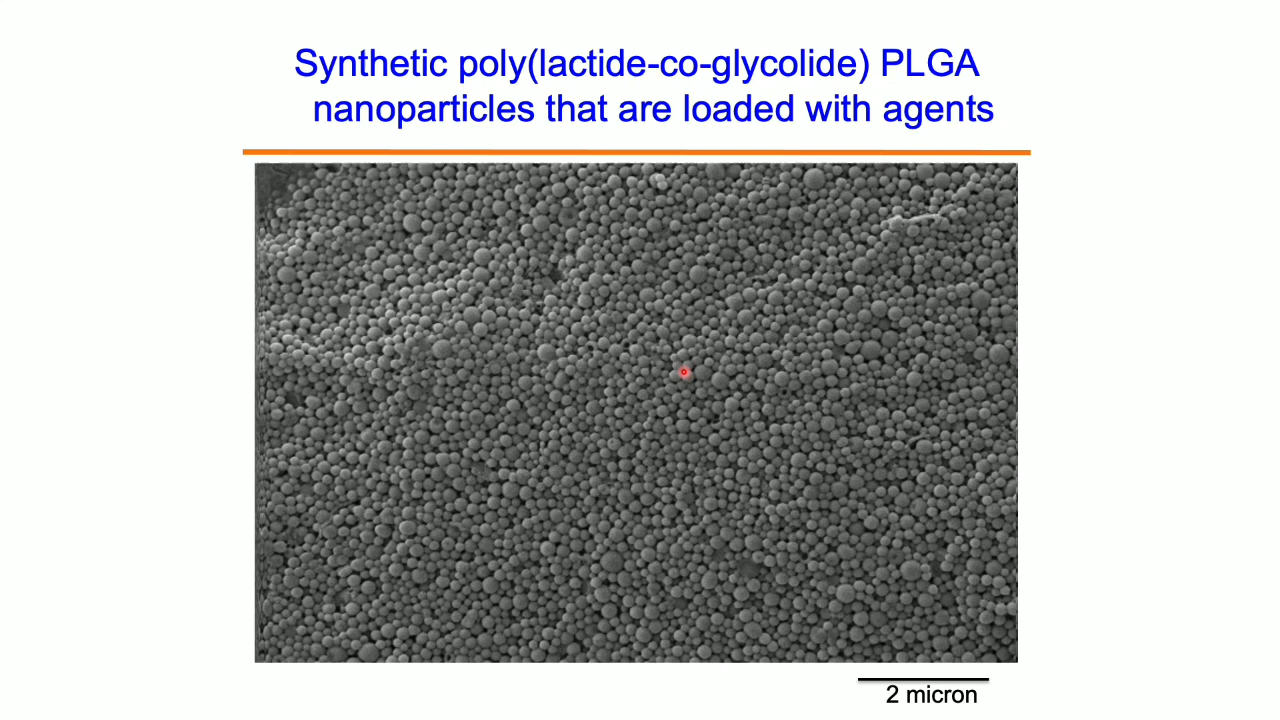 Synthetic poly(lactide-co-glycolide) PLGA
nanoparticles that are loaded with agents
2 micron